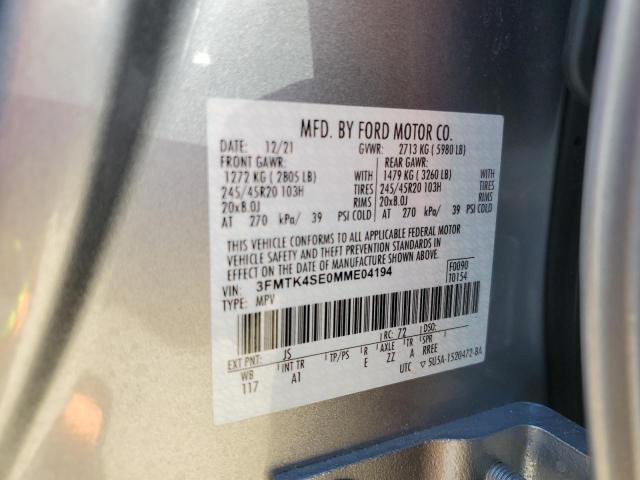 MFD. BY FORD MOTOR CO.
DATE: 12/21 GVWR: 2713 KG ( 5980 LB)
FRONT GAWR: REAR GAWR:
1272 KG ( 2805 LB) WITH 1479 KG ( 3260 LB) WITH
245/45R20 103H TIRES 245/45R20 103H TIRES
20x8.0J RIMS 20x8.0J RIMS
AT 270 kPa/ 39 PSI COLD AT 270 kPa/ 39 PSI COLD
THIS VEHICLE CONFORMS TO ALL APPLICABLE FEDERAL MOTOR
VEHICLE SAFETY AND THEFT PREVENTION STANDARDS IN
EFFECT ON THE DATE OF MANUFACTURE SHOWN ABOVE.
VIN: 3FMTK4SE0MME04194 F0090
TYPE: MPV T0154
EXT PNT: JS RC: 72 DSO:
WB INT TR TP/PS R AXLE TR SPR
117 A1 E ZZ A RREE
UTC ▽ 5U5A-1520472-BA